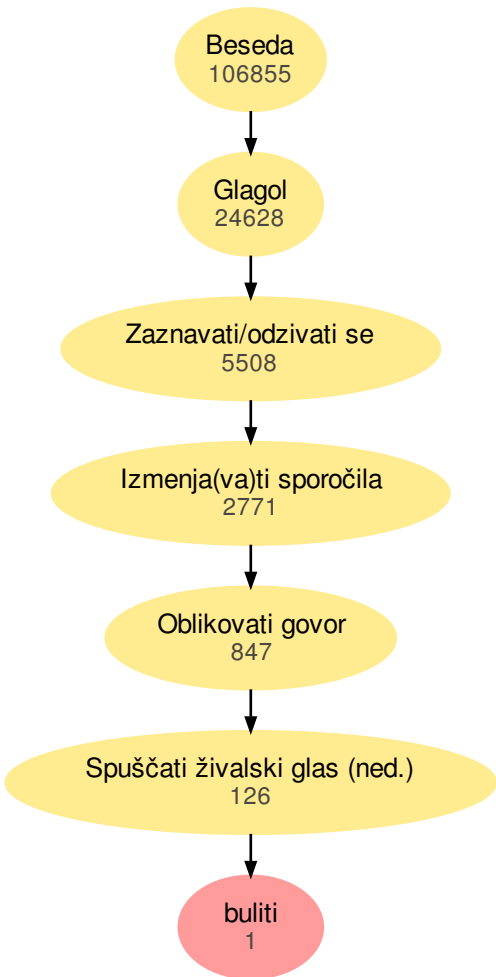 Beseda
106855
Glagol
24628
Zaznavati/odzivati se
5508
Izmenja(va)ti sporočila
2771
Oblikovati govor
847
Spuščati živalski glas (ned.)
126
buliti
1